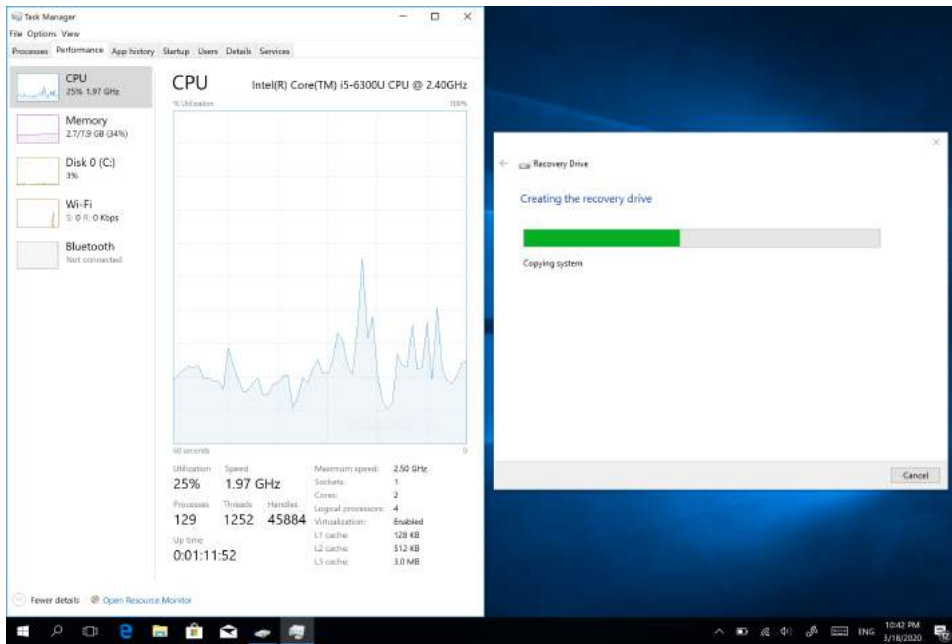 Task Manager
File Options View
Processes Performance App history Startup Users Details Services
CPU
25% 1.97 GHz
Memory
2.7/7.9 GB (34%)
Disk 0 (C:)
3%
Wi-Fi
S: 0 R: 0 Kbps
Bluetooth
Not connected
CPU Intel(R) Core(TM) i5-6300U CPU @ 2.40GHz
% Utilization 100%
60 seconds 0
Utilization Speed
25% 1.97 GHz
Processes Threads Handles
129 1252 45884
Up time
0:01:11:52
Maximum speed: 2.50 GHz
Sockets: 1
Cores: 2
Logical processors: 4
Virtualization: Enabled
L1 cache: 128 KB
L2 cache: 512 KB
L3 cache: 3.0 MB
Fewer details Open Resource Monitor
Recovery Drive
Creating the recovery drive
Copying system
Cancel
ENG
10:42 PM
3/18/2020